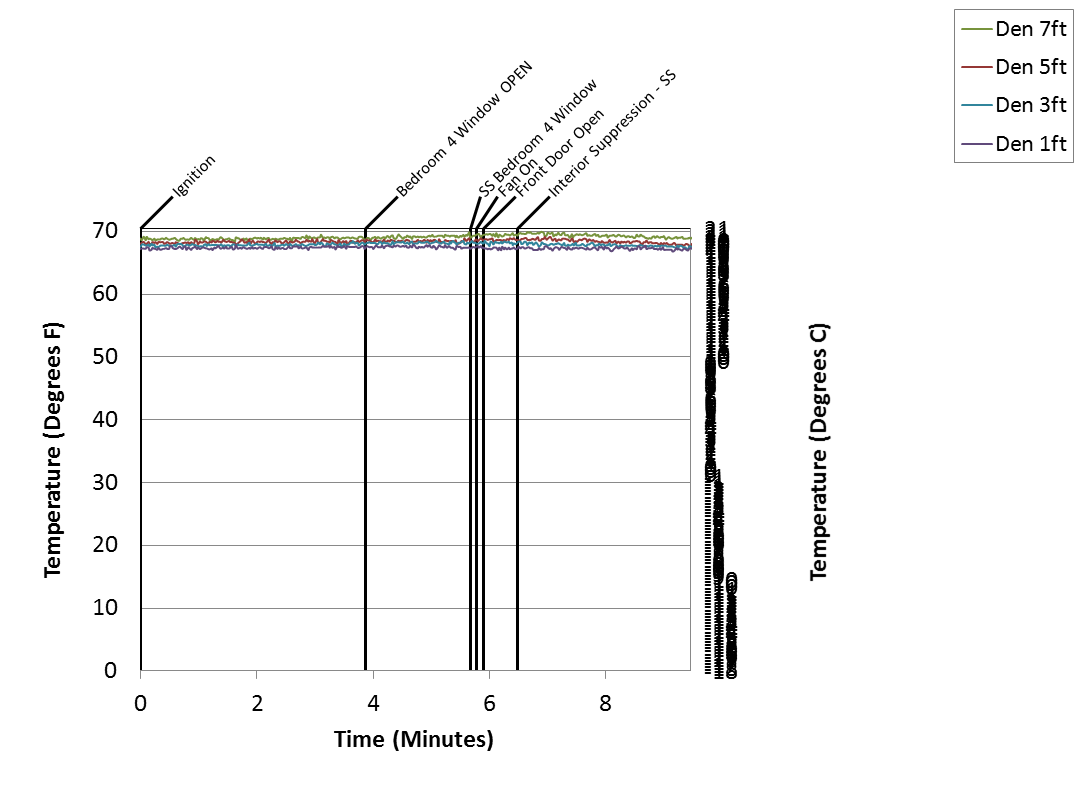 Den 7ft
Den 5ft
Den 3ft
Den 1ft
Ignition
Bedroom 4 Window OPEN
SS Bedroom 4 Window
Fan On
Front Door Open
Interior Suppression - SS
70
60
50
40
30
20
10
0
Temperature (Degrees F)
Temperature (Degrees C)
0 2 4 6 8
Time (Minutes)